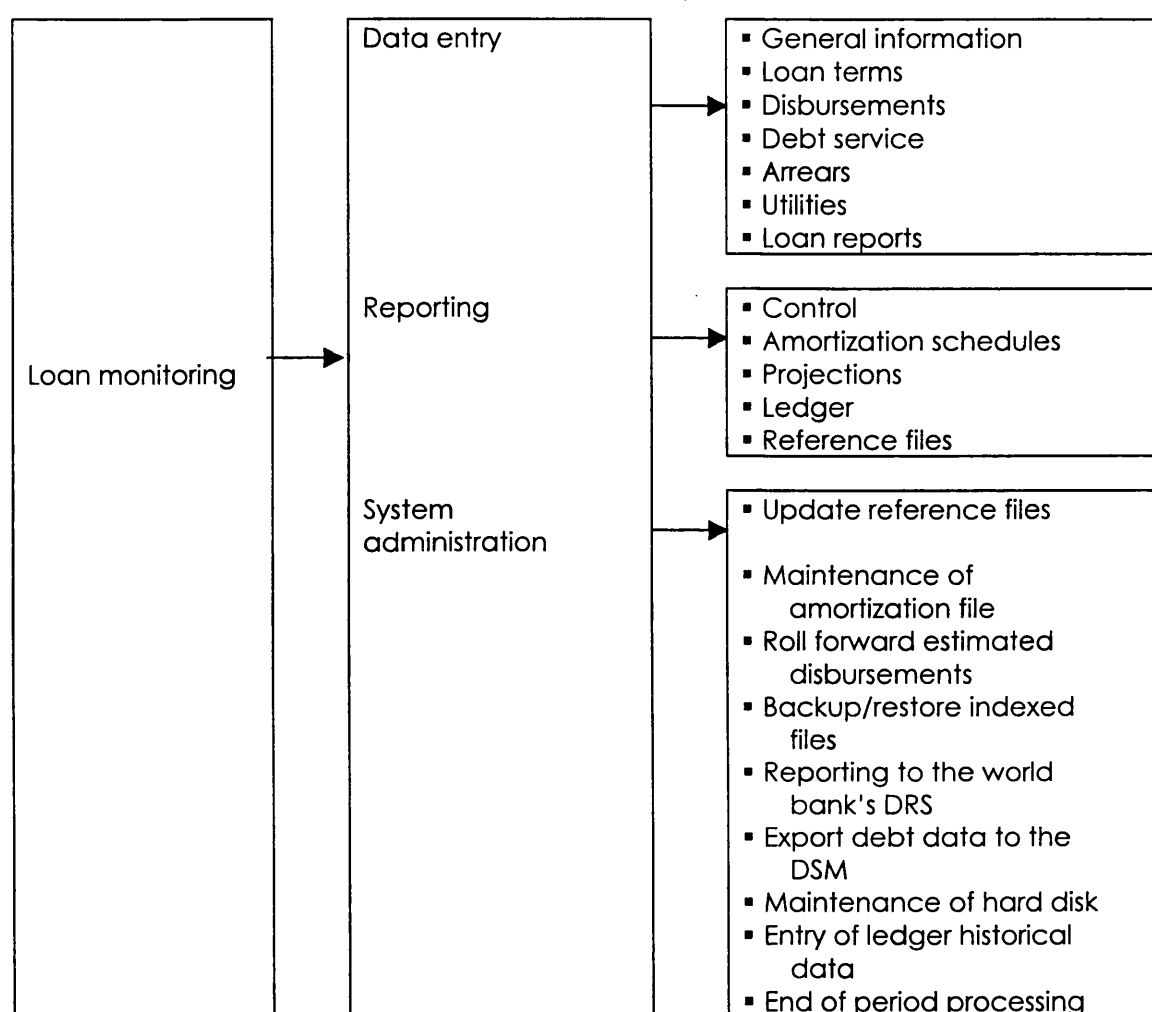 Loan monitoring
Data entry
Reporting
System
administration
▪ General information
▪ Loan terms
▪ Disbursements
▪ Debt service
▪ Arrears
▪ Utilities
▪ Loan reports
▪ Control
▪ Amortization schedules
▪ Projections
▪ Ledger
▪ Reference files
▪ Update reference files
▪ Maintenance of
amortization file
▪ Roll forward estimated
disbursements
▪ Backup/restore indexed
files
▪ Reporting to the world
bank's DRS
▪ Export debt data to the
DSM
▪ Maintenance of hard disk
▪ Entry of ledger historical
data
▪ End of period processing